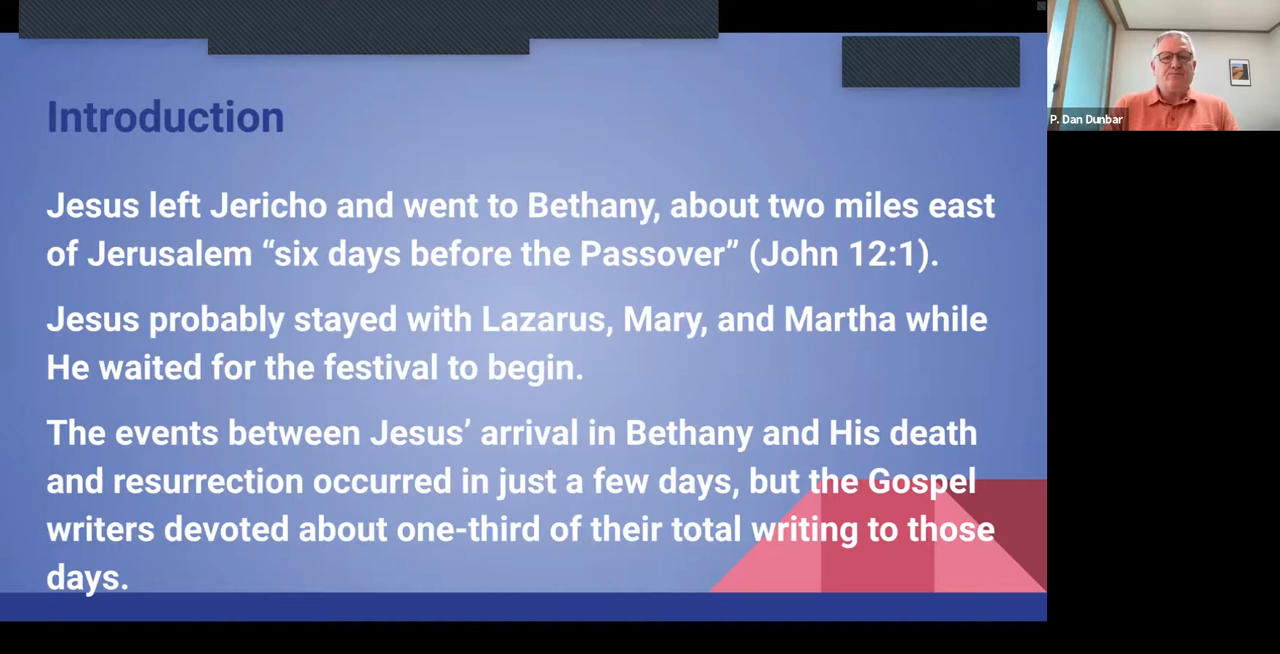 Introduction
Jesus left Jericho and went to Bethany, about two miles east
of Jerusalem “six days before the Passover” (John 12:1).
Jesus probably stayed with Lazarus, Mary, and Martha while
He waited for the festival to begin.
The events between Jesus’ arrival in Bethany and His death
and resurrection occurred in just a few days, but the Gospel
writers devoted about one-third of their total writing to those
days.
P. Dan Dunbar